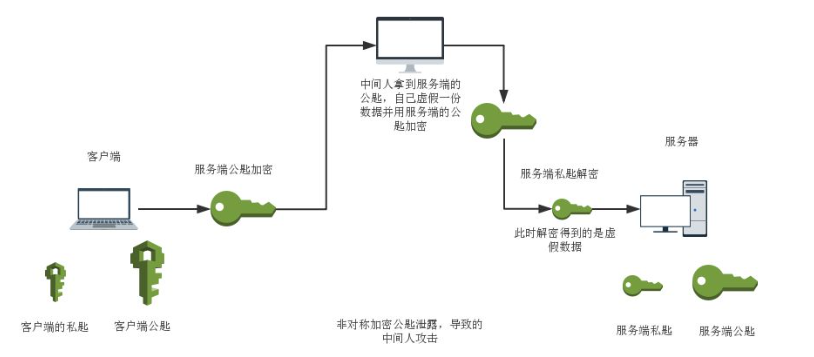 中间人拿到服务端的
公匙，自己虚假一份
数据并用服务端的公
匙加密
客户端
服务端公匙加密
服务器
服务端私匙解密
此时解密得到的是虚
假数据
客户端的私匙
客户端公匙
非对称加密公匙泄露，导致的
中间人攻击
服务端私匙
服务端公匙